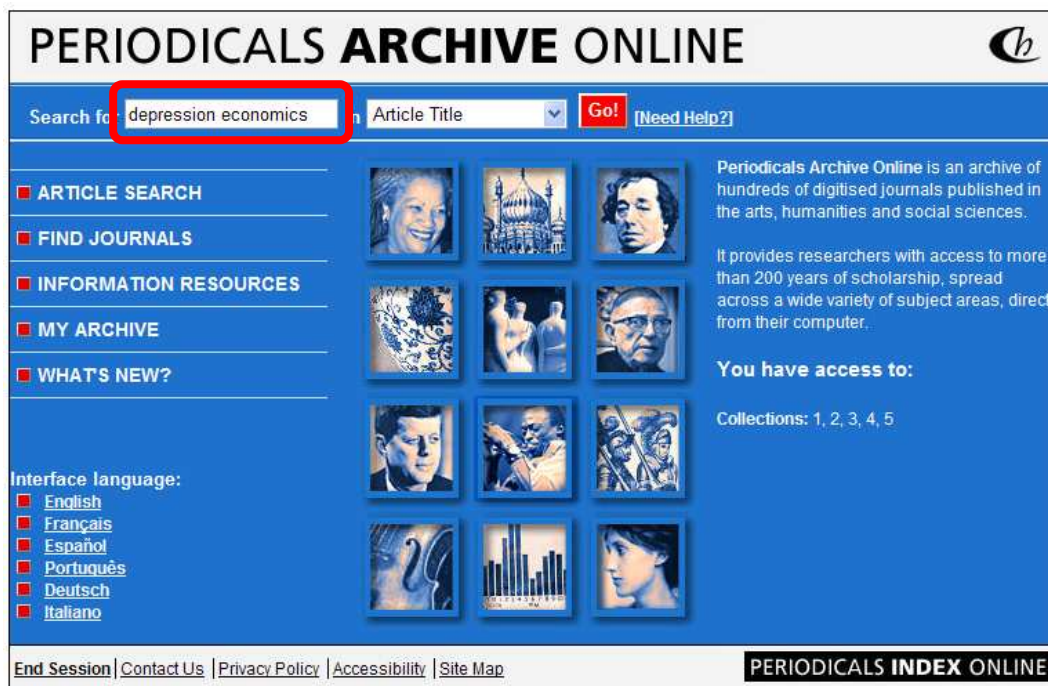 PERIODICALS ARCHIVE ONLINE
Search for depression economics in Article Title Go! [Need Help?]
ARTICLE SEARCH
FIND JOURNALS
INFORMATION RESOURCES
MY ARCHIVE
WHAT'S NEW?
Interface language:
English
Français
Español
Português
Deutsch
Italiano
Periodicals Archive Online is an archive of
hundreds of digitised journals published in
the arts, humanities and social sciences.
It provides researchers with access to more
than 200 years of scholarship, spread
across a wide variety of subject areas, direct
from their computer.
You have access to:
Collections: 1, 2, 3, 4, 5
End Session | Contact Us | Privacy Policy | Accessibility | Site Map
PERIODICALS INDEX ONLINE